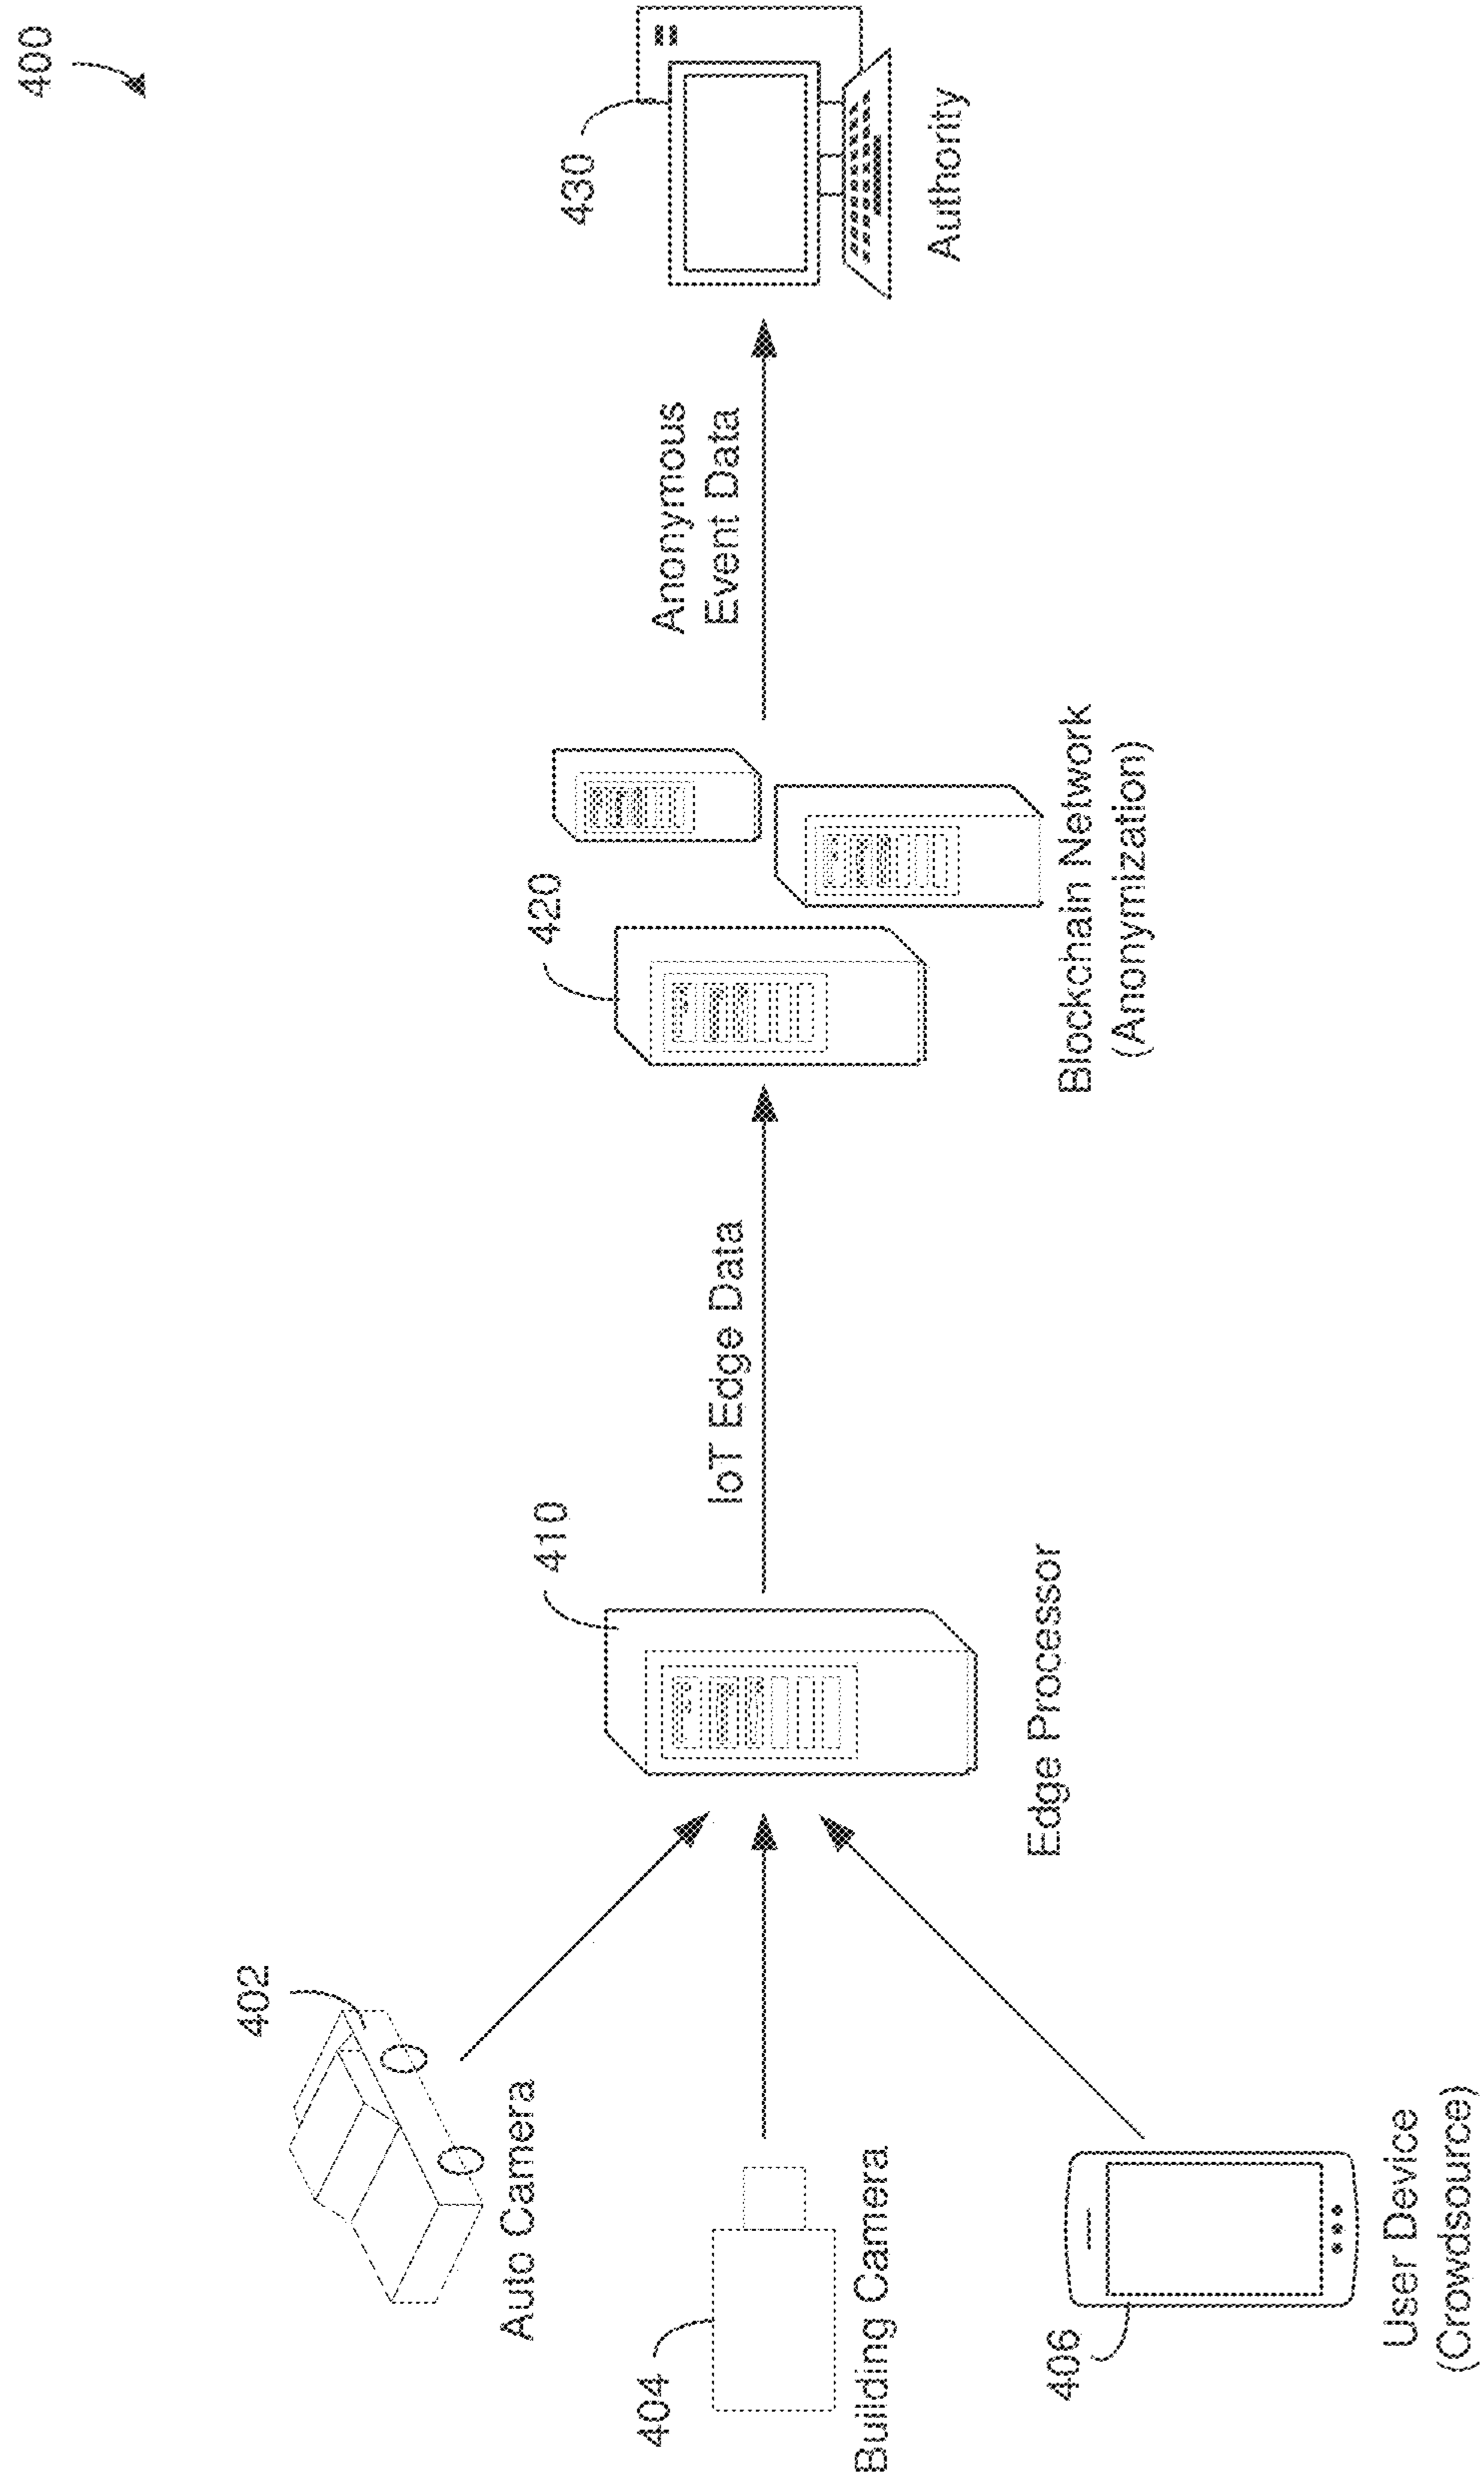 400
402
Auto Camera
404
Building Camera
406
User Device
(Crowdsource)
410
Edge Processor
IoT Edge Data
420
Blockchain Network
(Anonymization)
Anonymous
Event Data
430
Authority